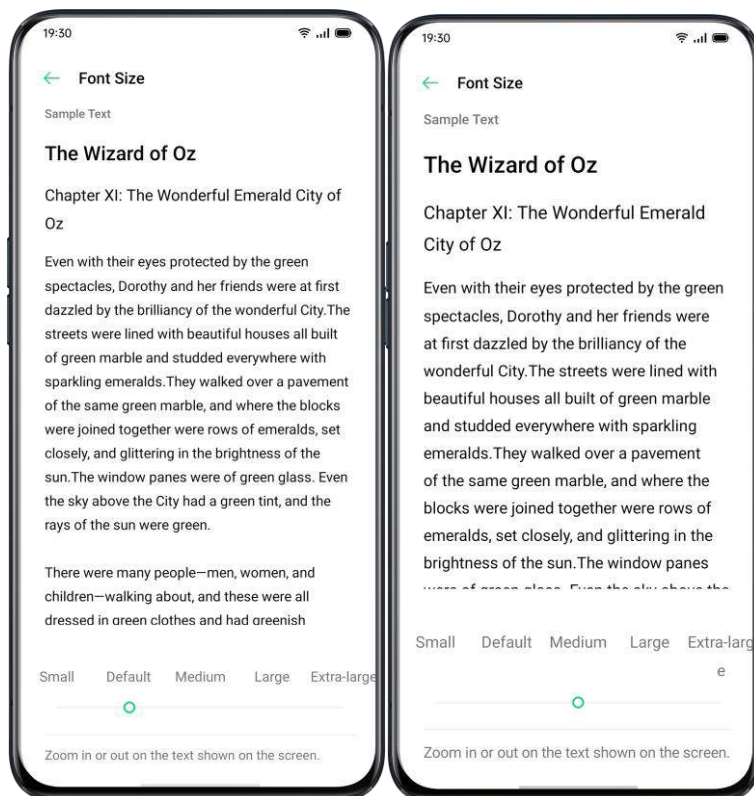 19:30
Font Size
Sample Text
The Wizard of Oz
Chapter XI: The Wonderful Emerald City of
Oz
Even with their eyes protected by the green
spectacles, Dorothy and her friends were at first
dazzled by the brilliancy of the wonderful City.The
streets were lined with beautiful houses all built
of green marble and studded everywhere with
sparkling emeralds.They walked over a pavement
of the same green marble, and where the blocks
were joined together were rows of emeralds, set
closely, and glittering in the brightness of the
sun.The window panes were of green glass. Even
the sky above the City had a green tint, and the
rays of the sun were green.
There were many people—men, women, and
children—walking about, and these were all
dressed in green clothes and had greenish
Small Default Medium Large Extra-large
Zoom in or out on the text shown on the screen.
19:30
Font Size
Sample Text
The Wizard of Oz
Chapter XI: The Wonderful Emerald
City of Oz
Even with their eyes protected by the green
spectacles, Dorothy and her friends were
at first dazzled by the brilliancy of the
wonderful City.The streets were lined with
beautiful houses all built of green marble
and studded everywhere with sparkling
emeralds.They walked over a pavement
of the same green marble, and where the
blocks were joined together were rows of
emeralds, set closely, and glittering in the
brightness of the sun.The window panes
were of green glass. Even the sky above the
Small Default Medium Large Extra-larg
e
Zoom in or out on the text shown on the screen.